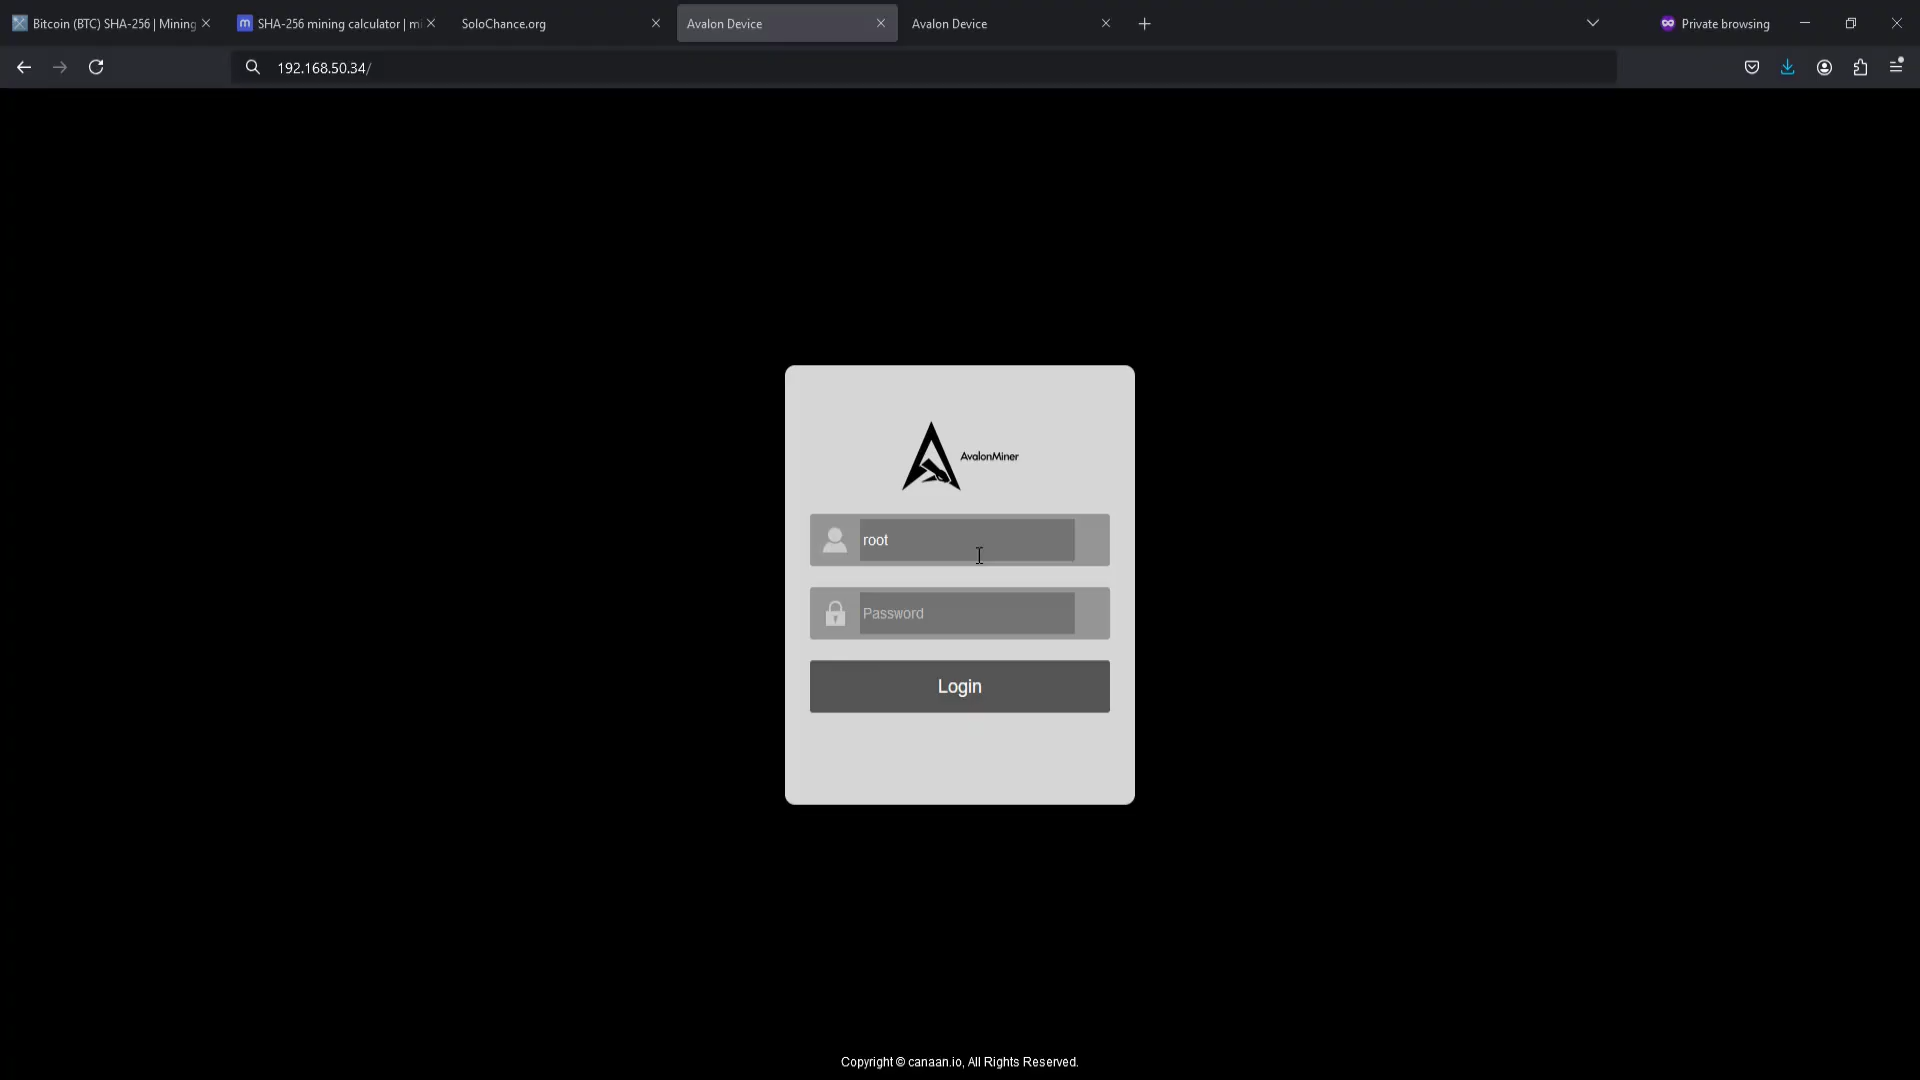 Bitcoin (BTC) SHA-256 | Mining
SHA-256 mining calculator | mi
SoloChance.org
Avalon Device
Avalon Device
Private browsing
192.168.50.34/
AvalonMiner
root
Password
Login
Copyright © canaan.io, All Rights Reserved.